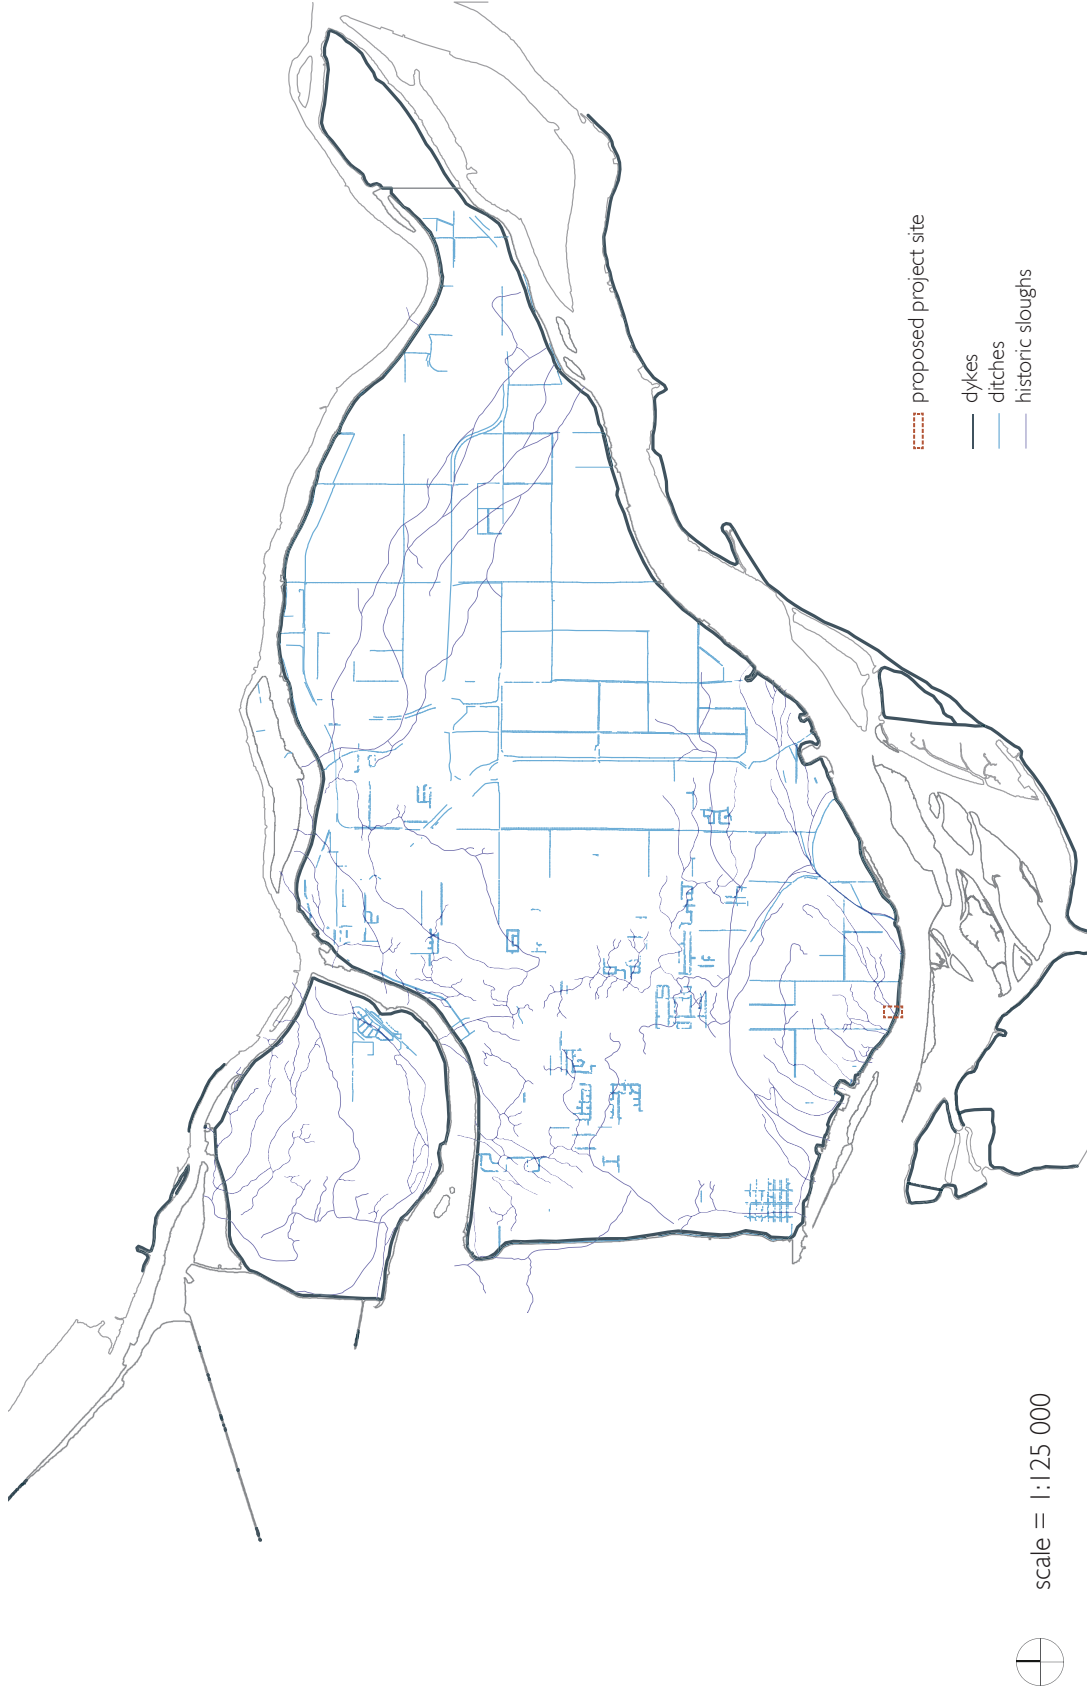 proposed project site
dykes
ditches
historic sloughs
scale = 1:125 000